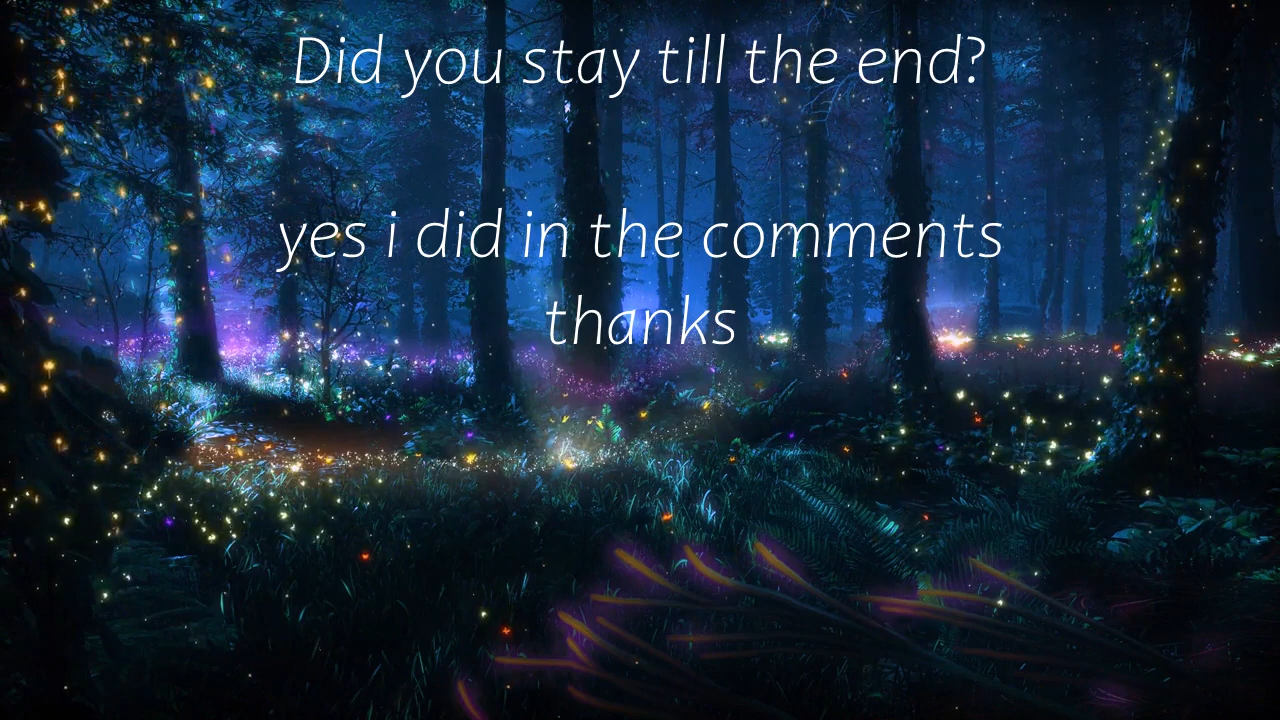 Did you stay till the end?
yes i did in the comments
thanks